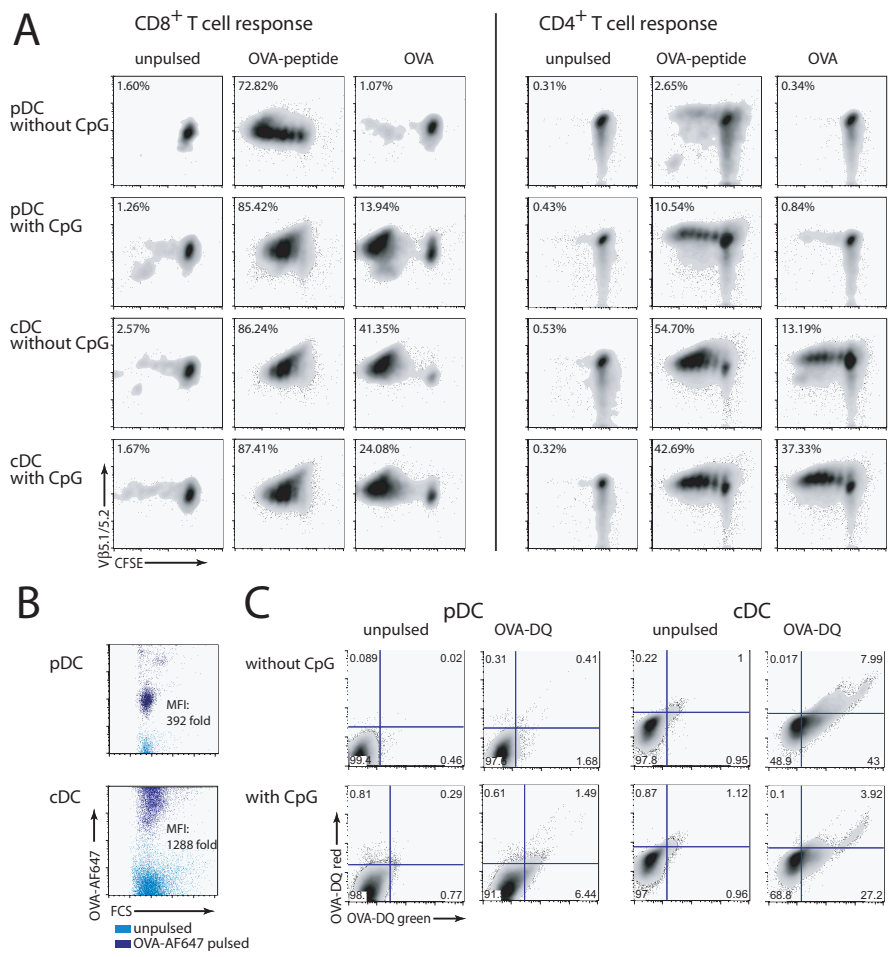 A
CD8+ T cell response
CD4+ T cell response
unpulsed OVA-peptide OVA
unpulsed OVA-peptide OVA
pDC
without CpG
1.60% 72.82% 1.07%
0.31% 2.65% 0.34%
pDC
with CpG
1.26% 85.42% 13.94%
0.43% 10.54% 0.84%
cDC
without CpG
2.57% 86.24% 41.35%
0.53% 54.70% 13.19%
cDC
with CpG
1.67% 87.41% 24.08%
0.32% 42.69% 37.33%
Vβ5.1/5.2
CFSE
B
pDC
MFI:
392 fold
cDC
MFI:
1288 fold
OVA-AF647
FCS
unpulsed
OVA-AF647 pulsed
C
pDC cDC
unpulsed OVA-DQ unpulsed OVA-DQ
without CpG
0.089 0.02 0.31 0.41 0.22 1 0.017 7.99
99.4 0.46 1.68 97.8 0.95 48.9 43
with CpG
0.81 0.29 0.61 1.49 0.87 1.12 0.1 3.92
0.77 6.44 97 0.96 68.8 27.2
OVA-DQ red
OVA-DQ green